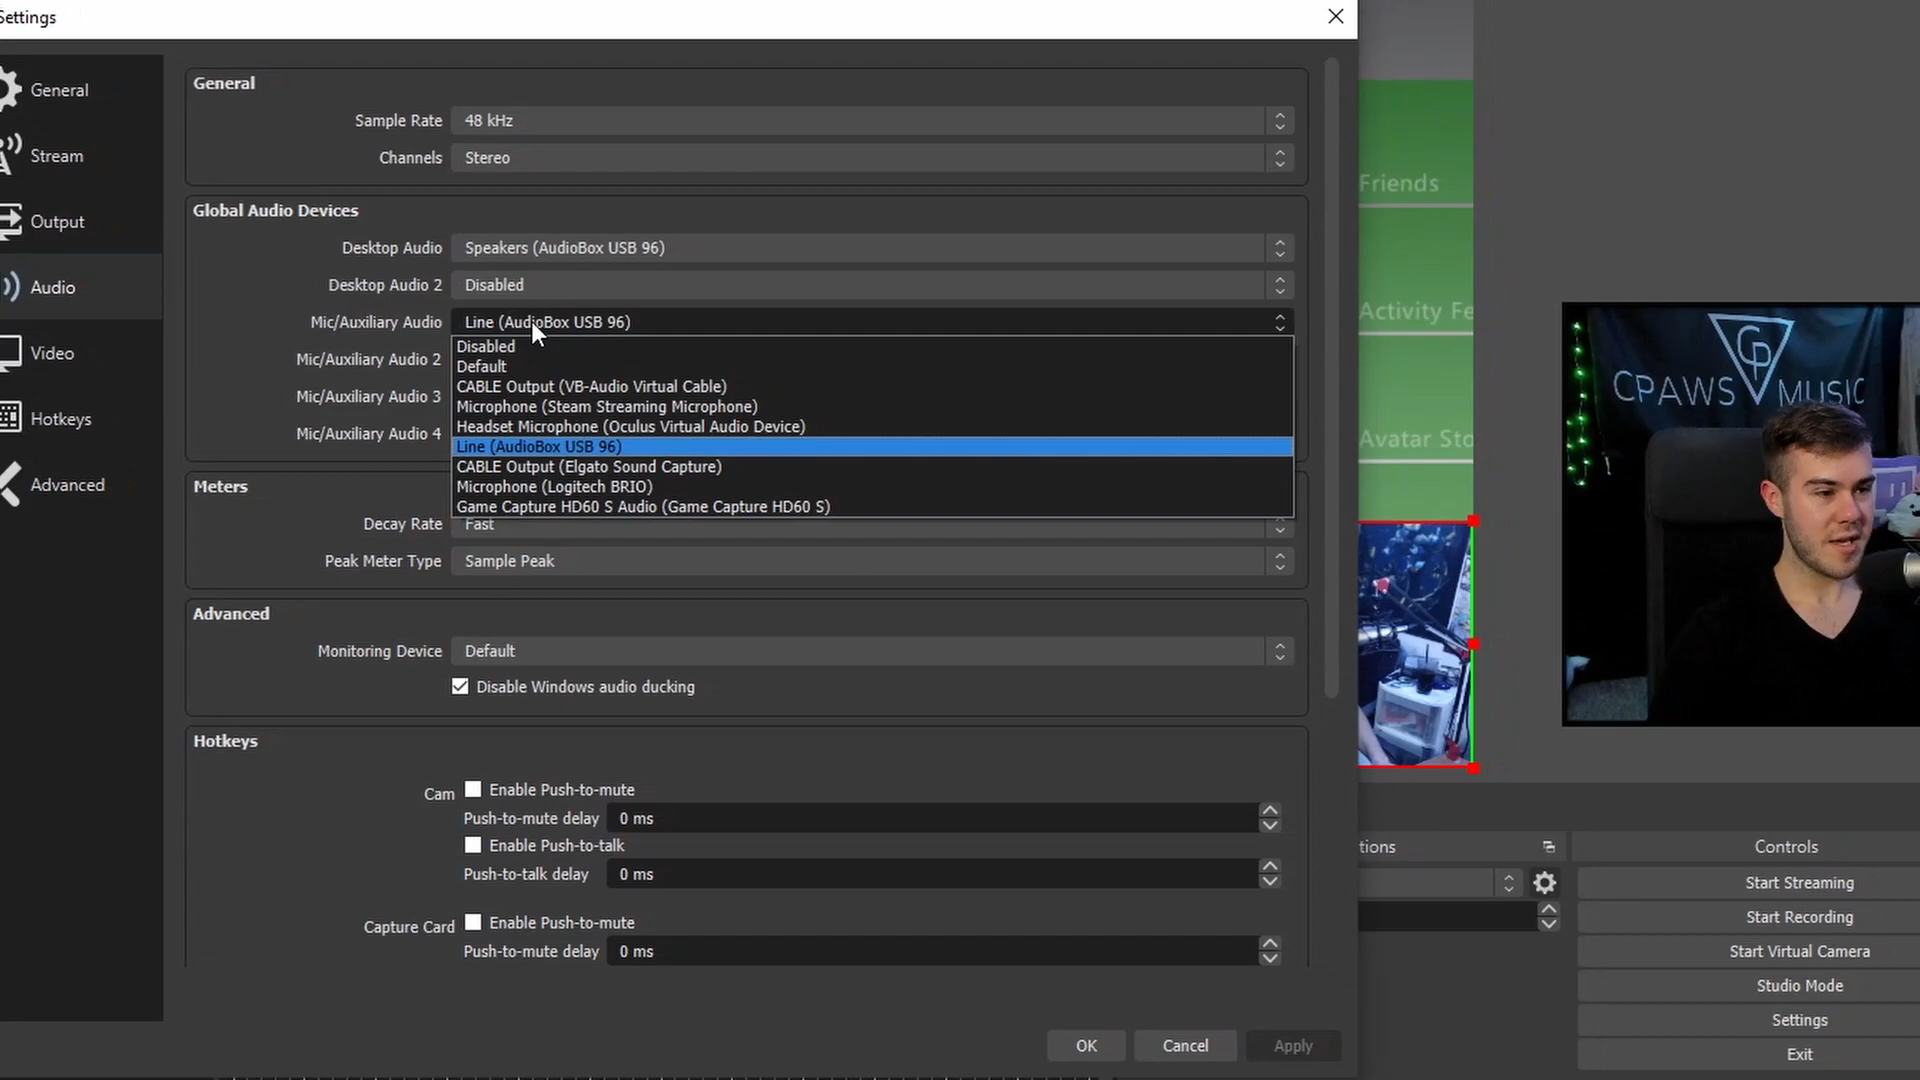 Settings
General
Stream
Output
Audio
Video
Hotkeys
Advanced
General
Sample Rate 48 kHz
Channels Stereo
Global Audio Devices
Desktop Audio Speakers (AudioBox USB 96)
Desktop Audio 2 Disabled
Mic/Auxiliary Audio Line (AudioBox USB 96)
Mic/Auxiliary Audio 2
Mic/Auxiliary Audio 3
Mic/Auxiliary Audio 4
Disabled
Default
CABLE Output (VB-Audio Virtual Cable)
Microphone (Steam Streaming Microphone)
Headset Microphone (Oculus Virtual Audio Device)
Line (AudioBox USB 96)
CABLE Output (Elgato Sound Capture)
Microphone (Logitech BRIO)
Game Capture HD60 S Audio (Game Capture HD60 S)
Meters
Decay Rate Fast
Peak Meter Type Sample Peak
Advanced
Monitoring Device Default
Disable Windows audio ducking
Hotkeys
Cam Enable Push-to-mute
Push-to-mute delay 0 ms
Enable Push-to-talk
Push-to-talk delay 0 ms
Capture Card Enable Push-to-mute
Push-to-mute delay 0 ms
OK Cancel Apply
Friends
Activity Fe
Avatar Sto
CP
CPAWS MUSIC
tions
Controls
Start Streaming
Start Recording
Start Virtual Camera
Studio Mode
Settings
Exit